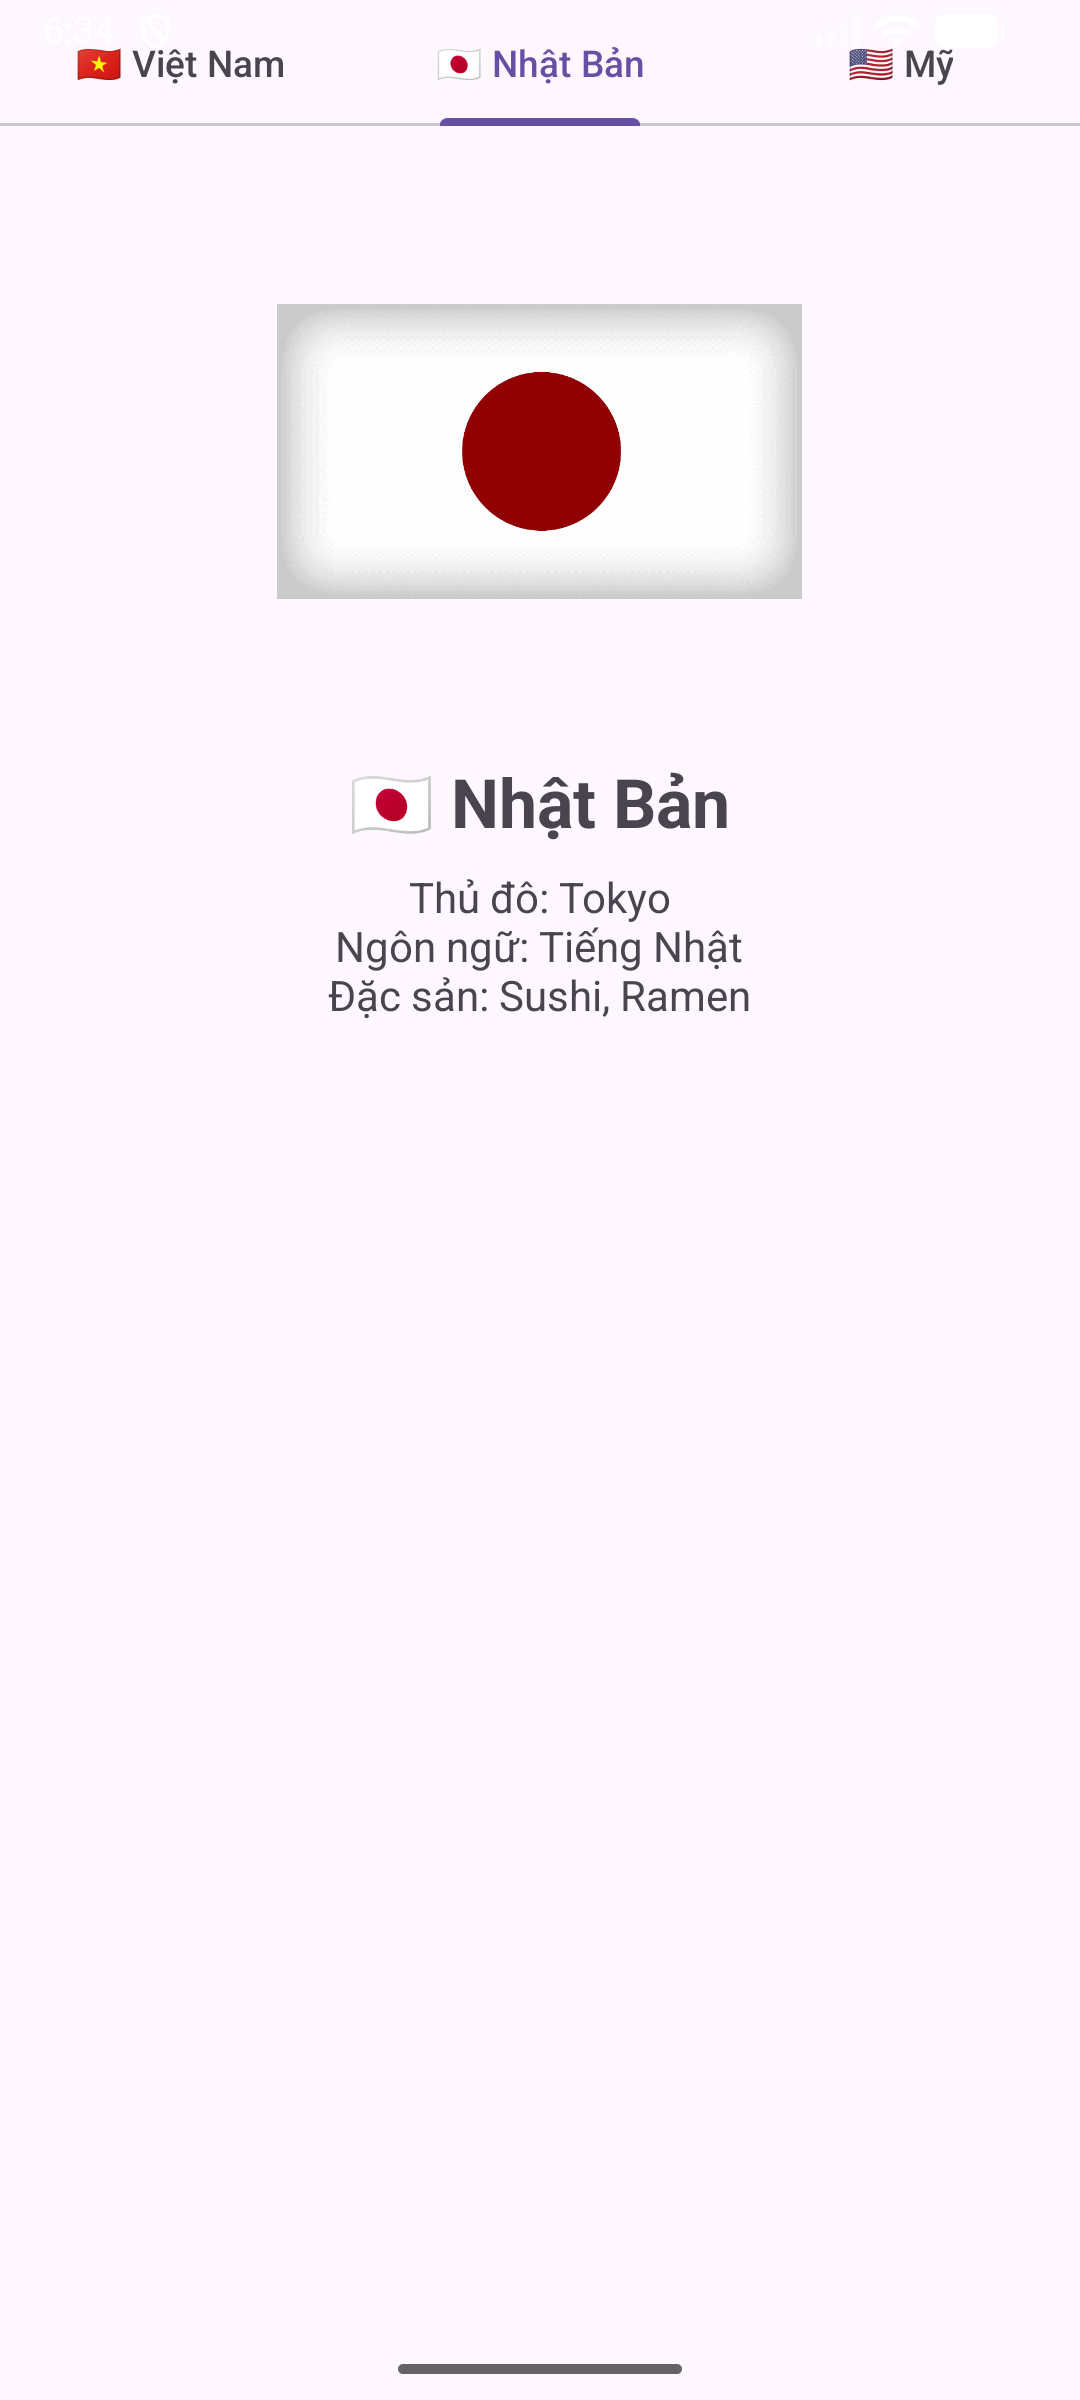 6:34
🇻🇳 Việt Nam
🇯🇵 Nhật Bản
🇺🇸 Mỹ
🇯🇵 Nhật Bản
Thủ đô: Tokyo
Ngôn ngữ: Tiếng Nhật
Đặc sản: Sushi, Ramen